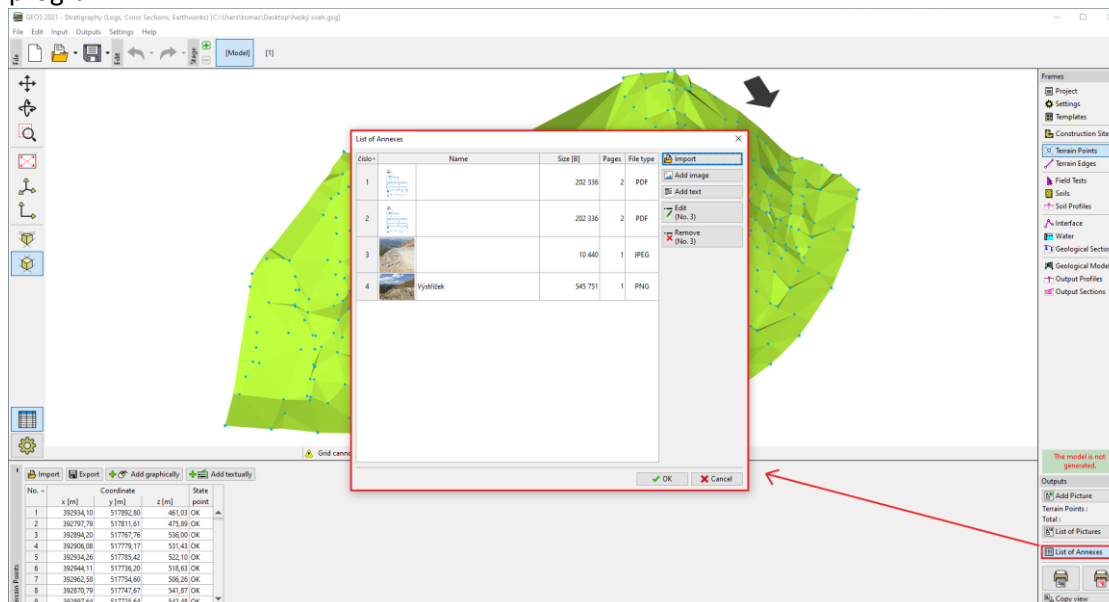 GEO5 2021 - Stratigraphy (Logs, Cross Sections, Earthworks) [C:\Users\tomas\Desktop\hezký svah.gsg]
File Edit Input Outputs Settings Help
File
Edit
Stage
[Model] [1]
List of Annexes
číslo Name Size [B] Pages File type
1 202 336 2 PDF
2 202 336 2 PDF
3 10 440 1 JPEG
4 Výstřižek 545 751 1 PNG
Import
Add image
Add text
Edit
(No. 3)
Remove
(No. 3)
OK Cancel
Grid canno
Frames
Project
Settings
Templates
Construction Site
Terrain Points
Terrain Edges
Field Tests
Soils
Soil Profiles
Interface
Water
Geological Sectio
Geological Mode
Output Profiles
Output Sections
The model is not
generated.
Outputs
Add Picture
Terrain Points :
Total :
List of Pictures
List of Annexes
Copy view
Import Export Add graphically Add textually
No. Coordinate State
x [m] y [m] z [m] point
1 392934,10 517892,80 461,03 OK
2 392797,79 517811,61 475,89 OK
3 392894,20 517767,76 536,00 OK
4 392906,08 517779,17 531,43 OK
5 392934,26 517785,42 522,10 OK
6 392944,11 517736,20 518,63 OK
7 392962,58 517754,60 506,26 OK
8 392870,79 517747,67 541,87 OK